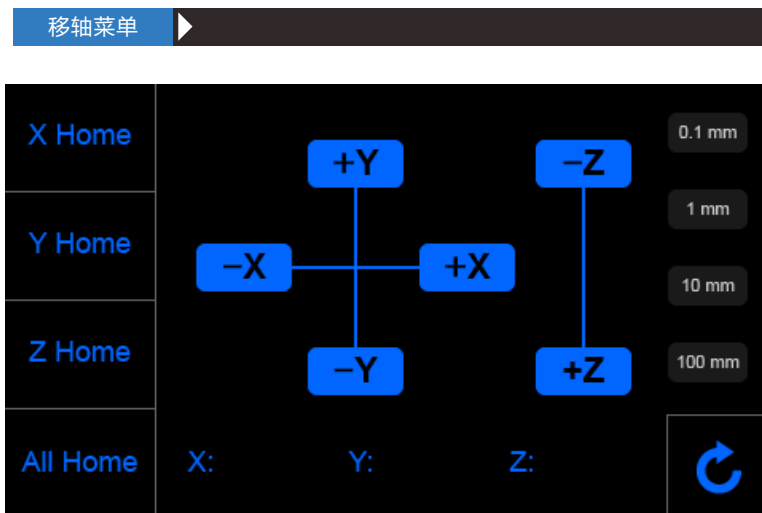 移轴菜单
X Home
Y Home
Z Home
All Home
+Y
−X
+X
−Y
−Z
+Z
0.1 mm
1 mm
10 mm
100 mm
X:
Y:
Z: